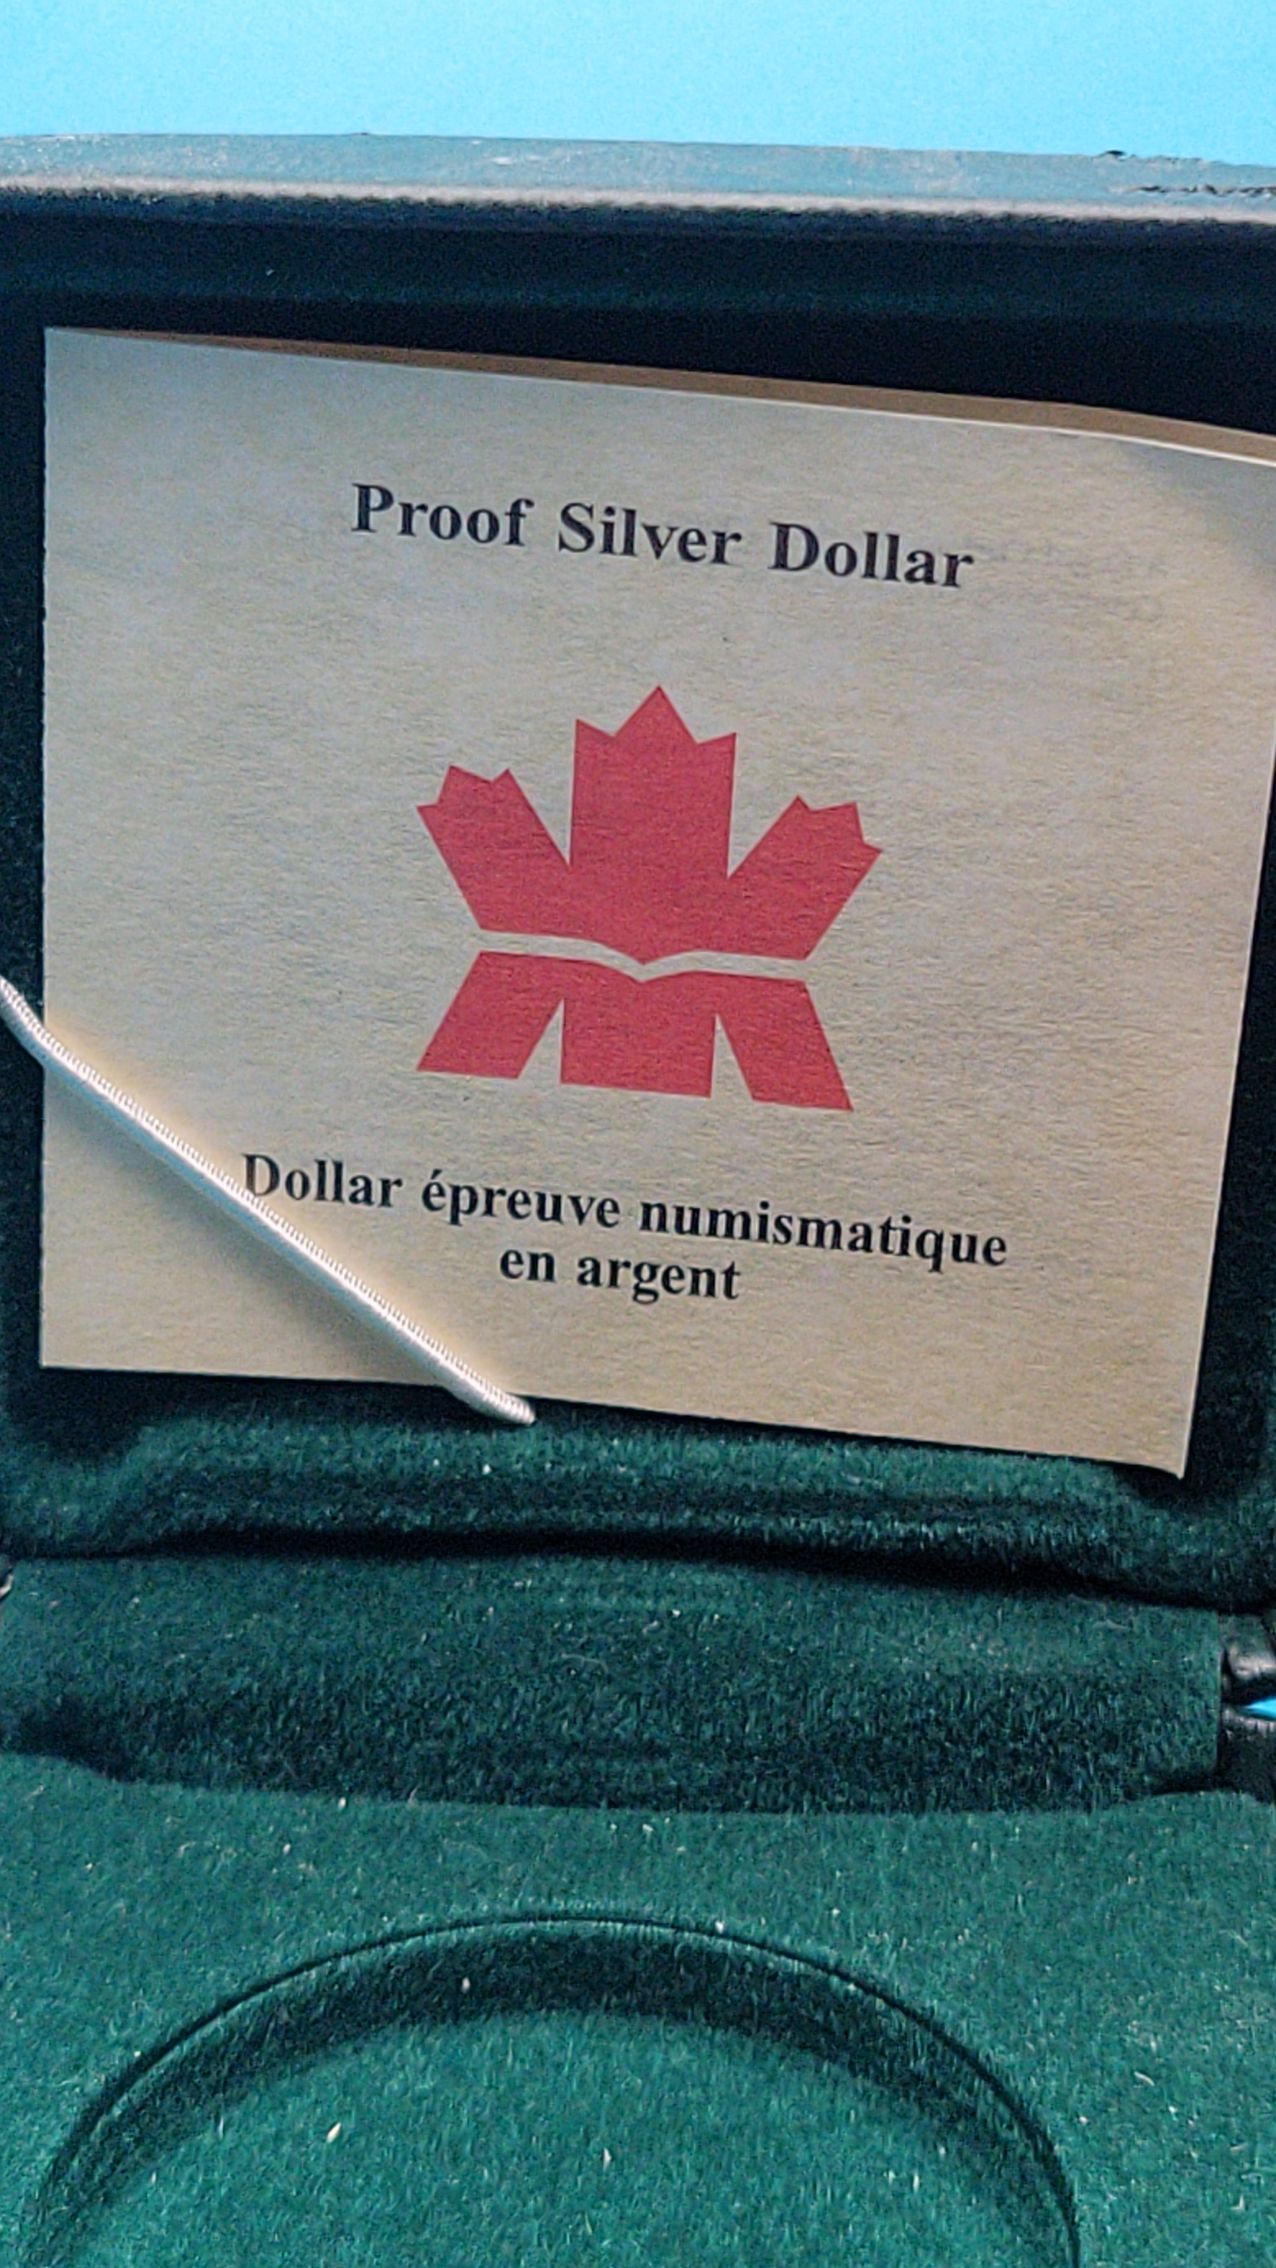 Proof Silver Dollar
Dollar épreuve numismatique
en argent